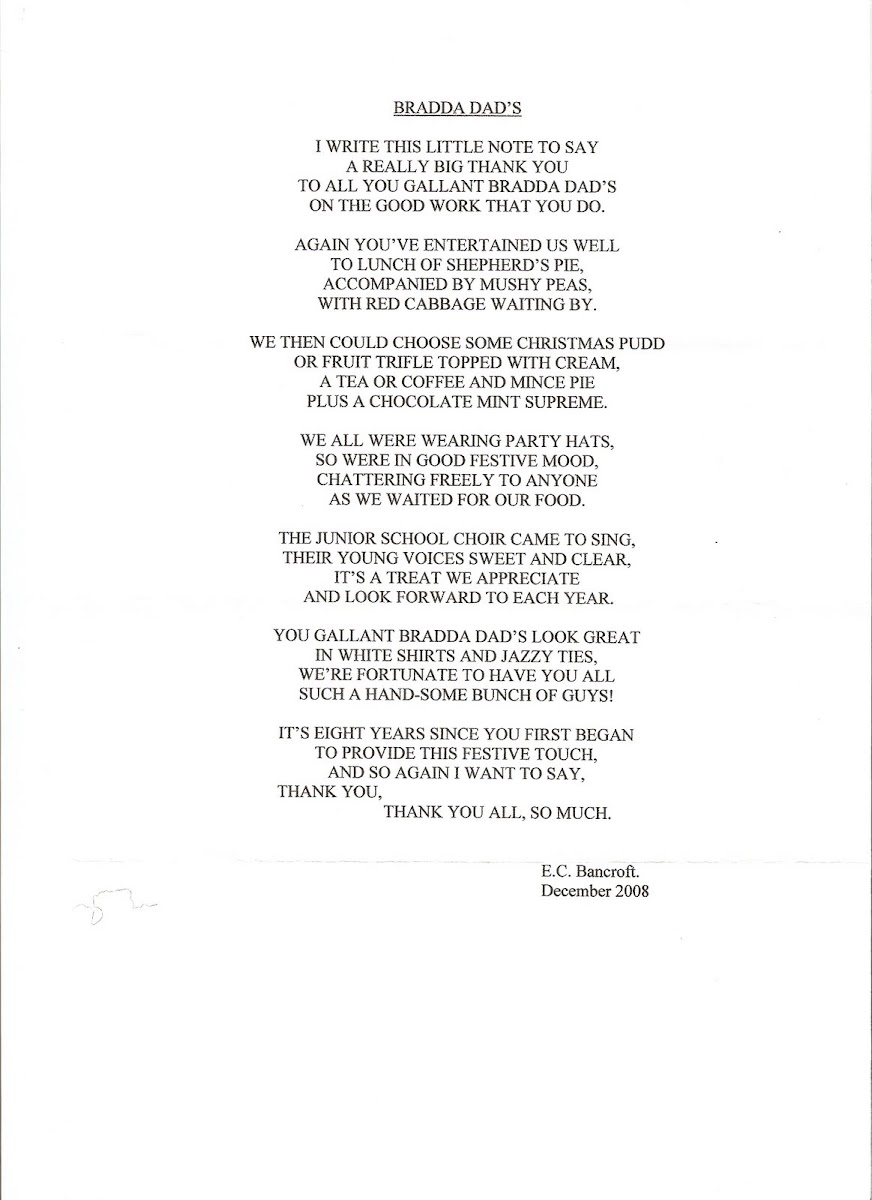 BRADDA DAD'S
I WRITE THIS LITTLE NOTE TO SAY
A REALLY BIG THANK YOU
TO ALL YOU GALLANT BRADDA DAD'S
ON THE GOOD WORK THAT YOU DO.
AGAIN YOU'VE ENTERTAINED US WELL
TO LUNCH OF SHEPHERD'S PIE,
ACCOMPANIED BY MUSHY PEAS,
WITH RED CABBAGE WAITING BY.
WE THEN COULD CHOOSE SOME CHRISTMAS PUDD
OR FRUIT TRIFLE TOPPED WITH CREAM,
A TEA OR COFFEE AND MINCE PIE
PLUS A CHOCOLATE MINT SUPREME.
WE ALL WERE WEARING PARTY HATS,
SO WERE IN GOOD FESTIVE MOOD,
CHATTERING FREELY TO ANYONE
AS WE WAITED FOR OUR FOOD.
THE JUNIOR SCHOOL CHOIR CAME TO SING,
THEIR YOUNG VOICES SWEET AND CLEAR,
IT'S A TREAT WE APPRECIATE
AND LOOK FORWARD TO EACH YEAR.
YOU GALLANT BRADDA DAD'S LOOK GREAT
IN WHITE SHIRTS AND JAZZY TIES,
WE'RE FORTUNATE TO HAVE YOU ALL
SUCH A HAND-SOME BUNCH OF GUYS!
IT'S EIGHT YEARS SINCE YOU FIRST BEGAN
TO PROVIDE THIS FESTIVE TOUCH,
AND SO AGAIN I WANT TO SAY,
THANK YOU,
THANK YOU ALL, SO MUCH.
E.C. Bancroft.
December 2008